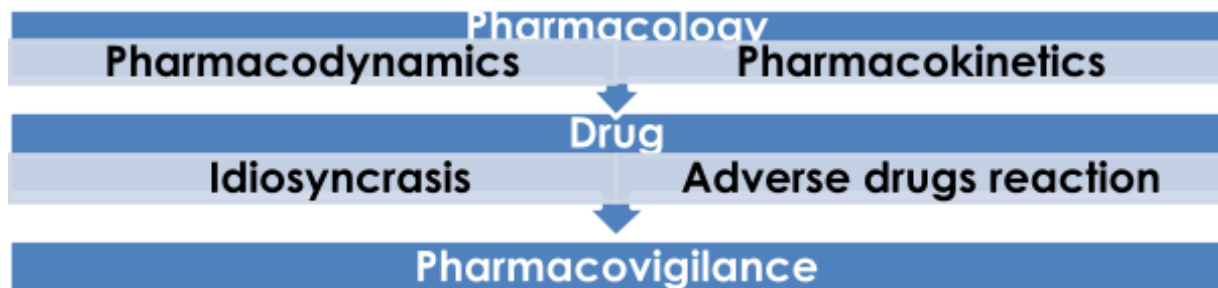 Pharmacology
Pharmacodynamics Pharmacokinetics
Drug
Idiosyncrasis Adverse drugs reaction
Pharmacovigilance